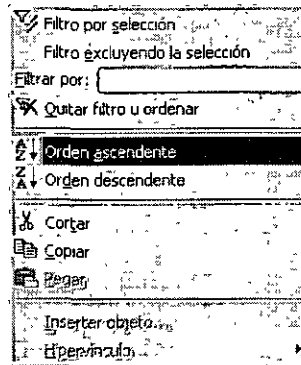 Filtro por selección
Filtro excluyendo la selección
Filtrar por:
Quitar filtro u ordenar
Orden ascendente
Orden descendente
Cortar
Copiar
Pegar
Insertar objeto...
Hipervínculo